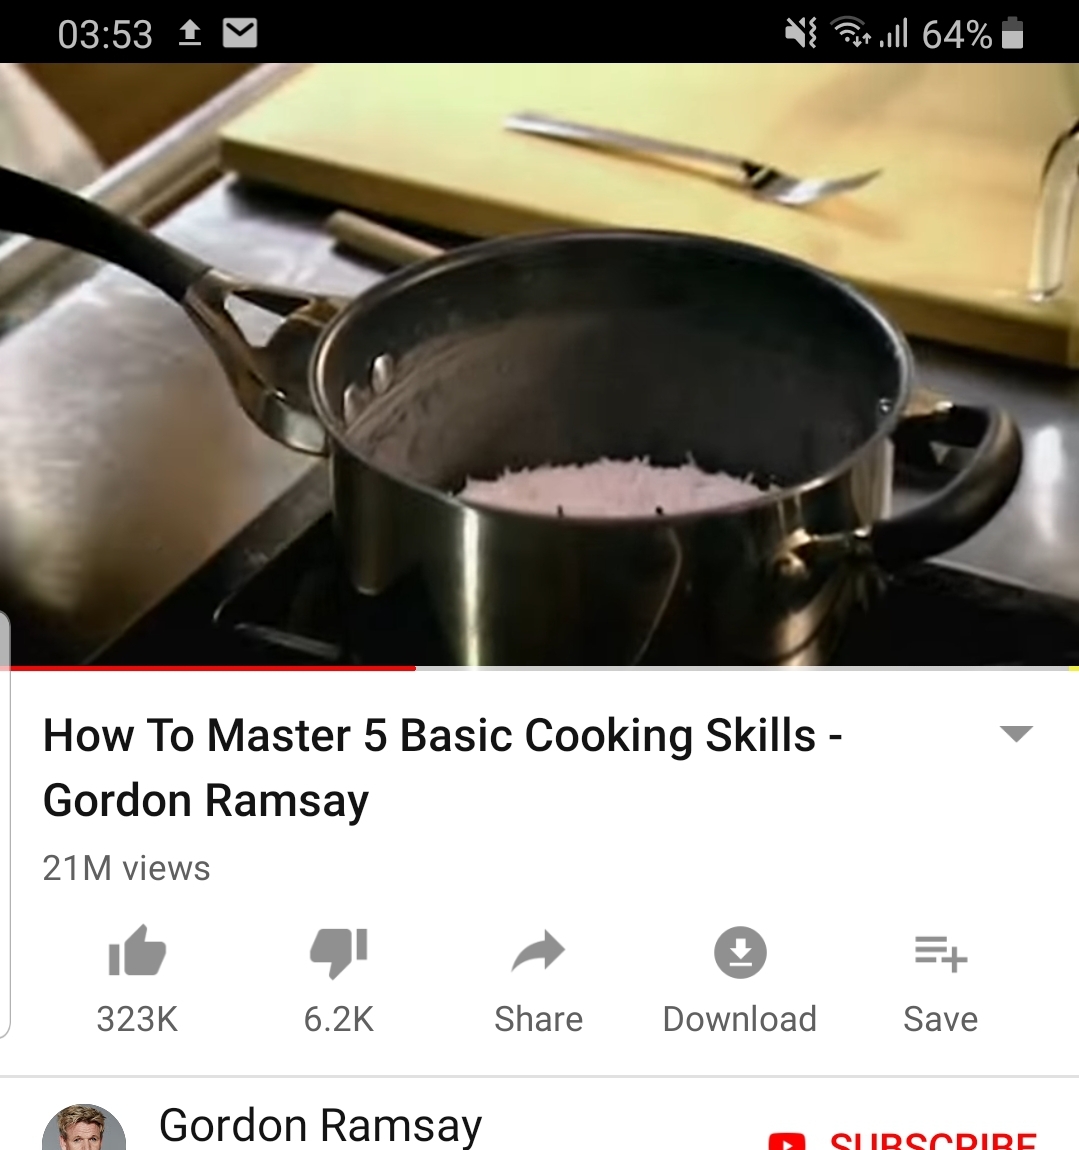 03:53 64%
How To Master 5 Basic Cooking Skills -
Gordon Ramsay
21M views
323K 6.2K Share Download Save
Gordon Ramsay
SUBSCRIBE